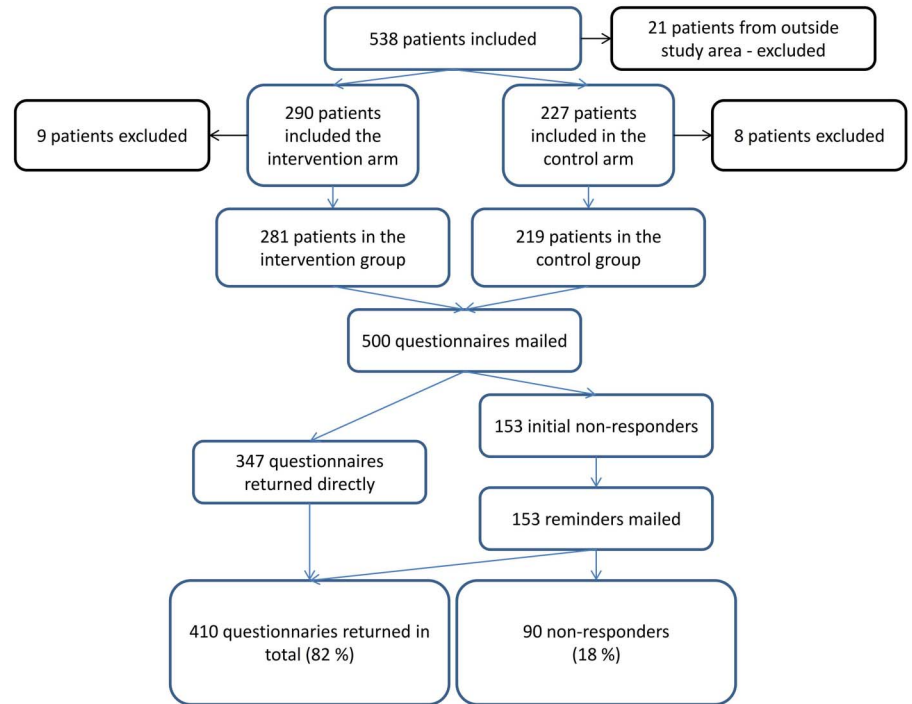 538 patients included
21 patients from outside
study area - excluded
9 patients excluded
290 patients
included the
intervention arm
227 patients
included in the
control arm
8 patients excluded
281 patients in the
intervention group
219 patients in the
control group
500 questionnaires mailed
153 initial non-responders
347 questionnaires
returned directly
153 reminders mailed
410 questionnaries returned in
total (82 %)
90 non-responders
(18 %)